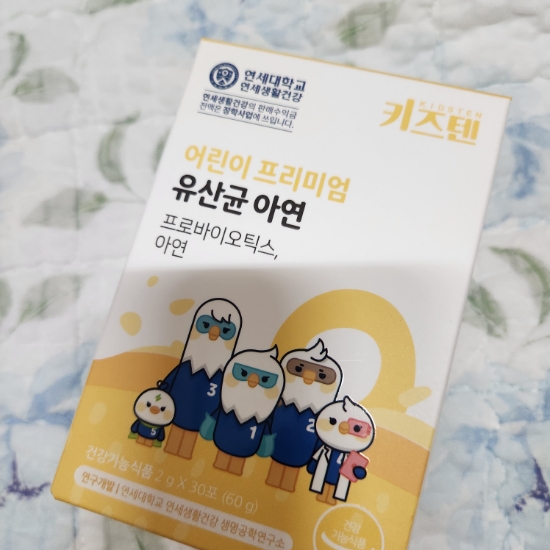 연세대학교
연세생활건강
연세생활건강의 판매수익금
전액은 장학사업에 쓰입니다.
KIDSTEN
키즈텐
어린이 프리미엄
유산균 아연
프로바이오틱스,
아연
3
1
2
5
건강기능식품 2 g X 30포 (60 g)
연구개발 | 연세대학교 연세생활건강 생명공학연구소
건강
기능식품